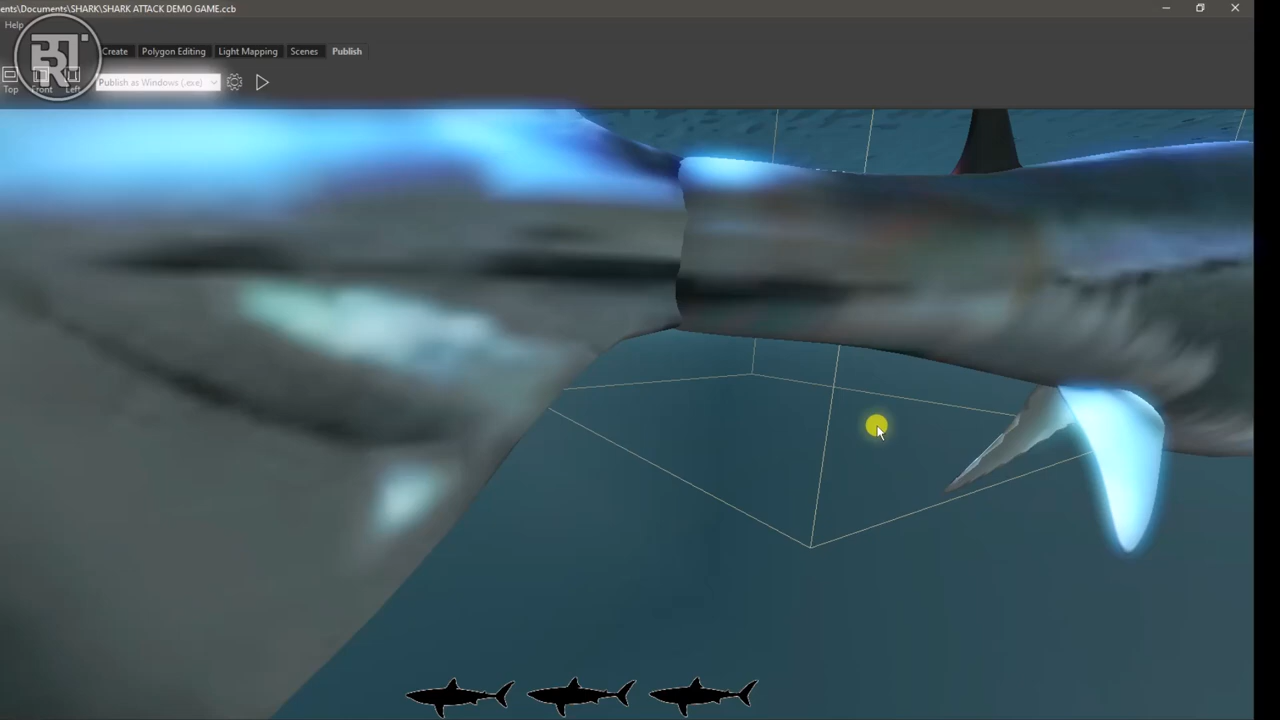 ents\Documents\SHARK\SHARK ATTACK DEMO GAME.ccb
Help
Create Polygon Editing Light Mapping Scenes Publish
Top Front Left Publish as Windows (.exe)